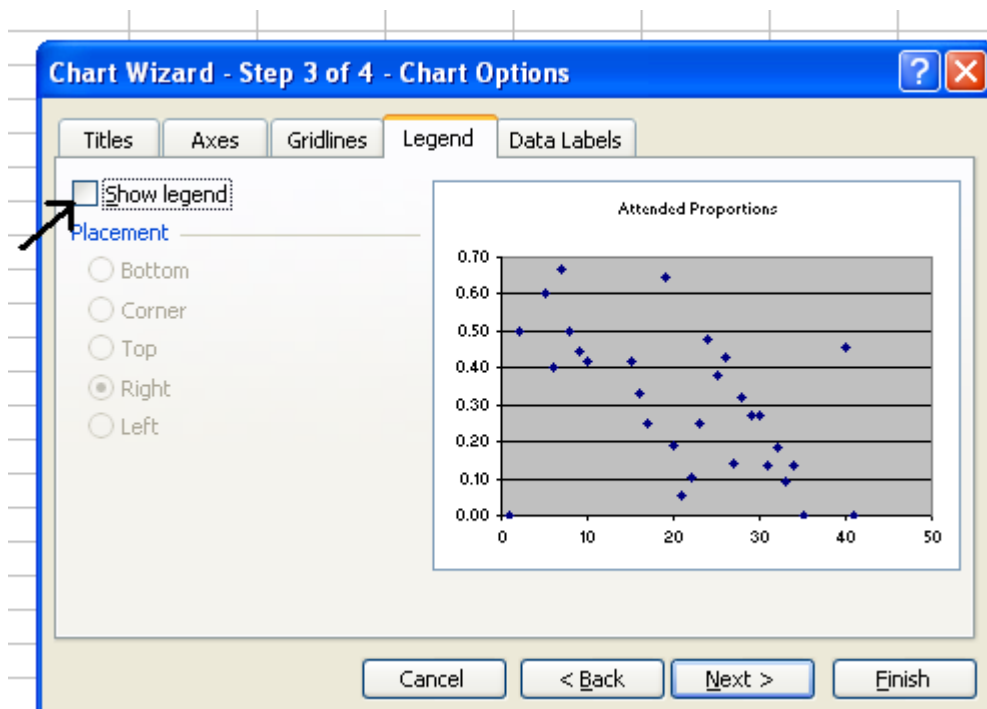 Chart Wizard - Step 3 of 4 - Chart Options
?
Titles Axes Gridlines Legend Data Labels
Show legend
Placement
Bottom
Corner
Top
Right
Left
Attended Proportions
0.70
0.60
0.50
0.40
0.30
0.20
0.10
0.00
0 10 20 30 40 50
Cancel < Back Next > Finish